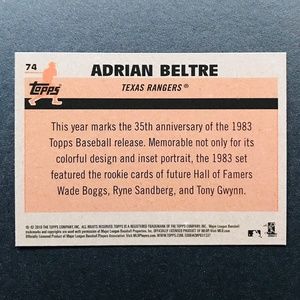 74
Topps
ADRIAN BELTRE
TEXAS RANGERS®
This year marks the 35th anniversary of the 1983
Topps Baseball release. Memorable not only for its
colorful design and inset portrait, the 1983 set
featured the rookie cards of future Hall of Famers
Wade Boggs, Ryne Sandberg, and Tony Gwynn.